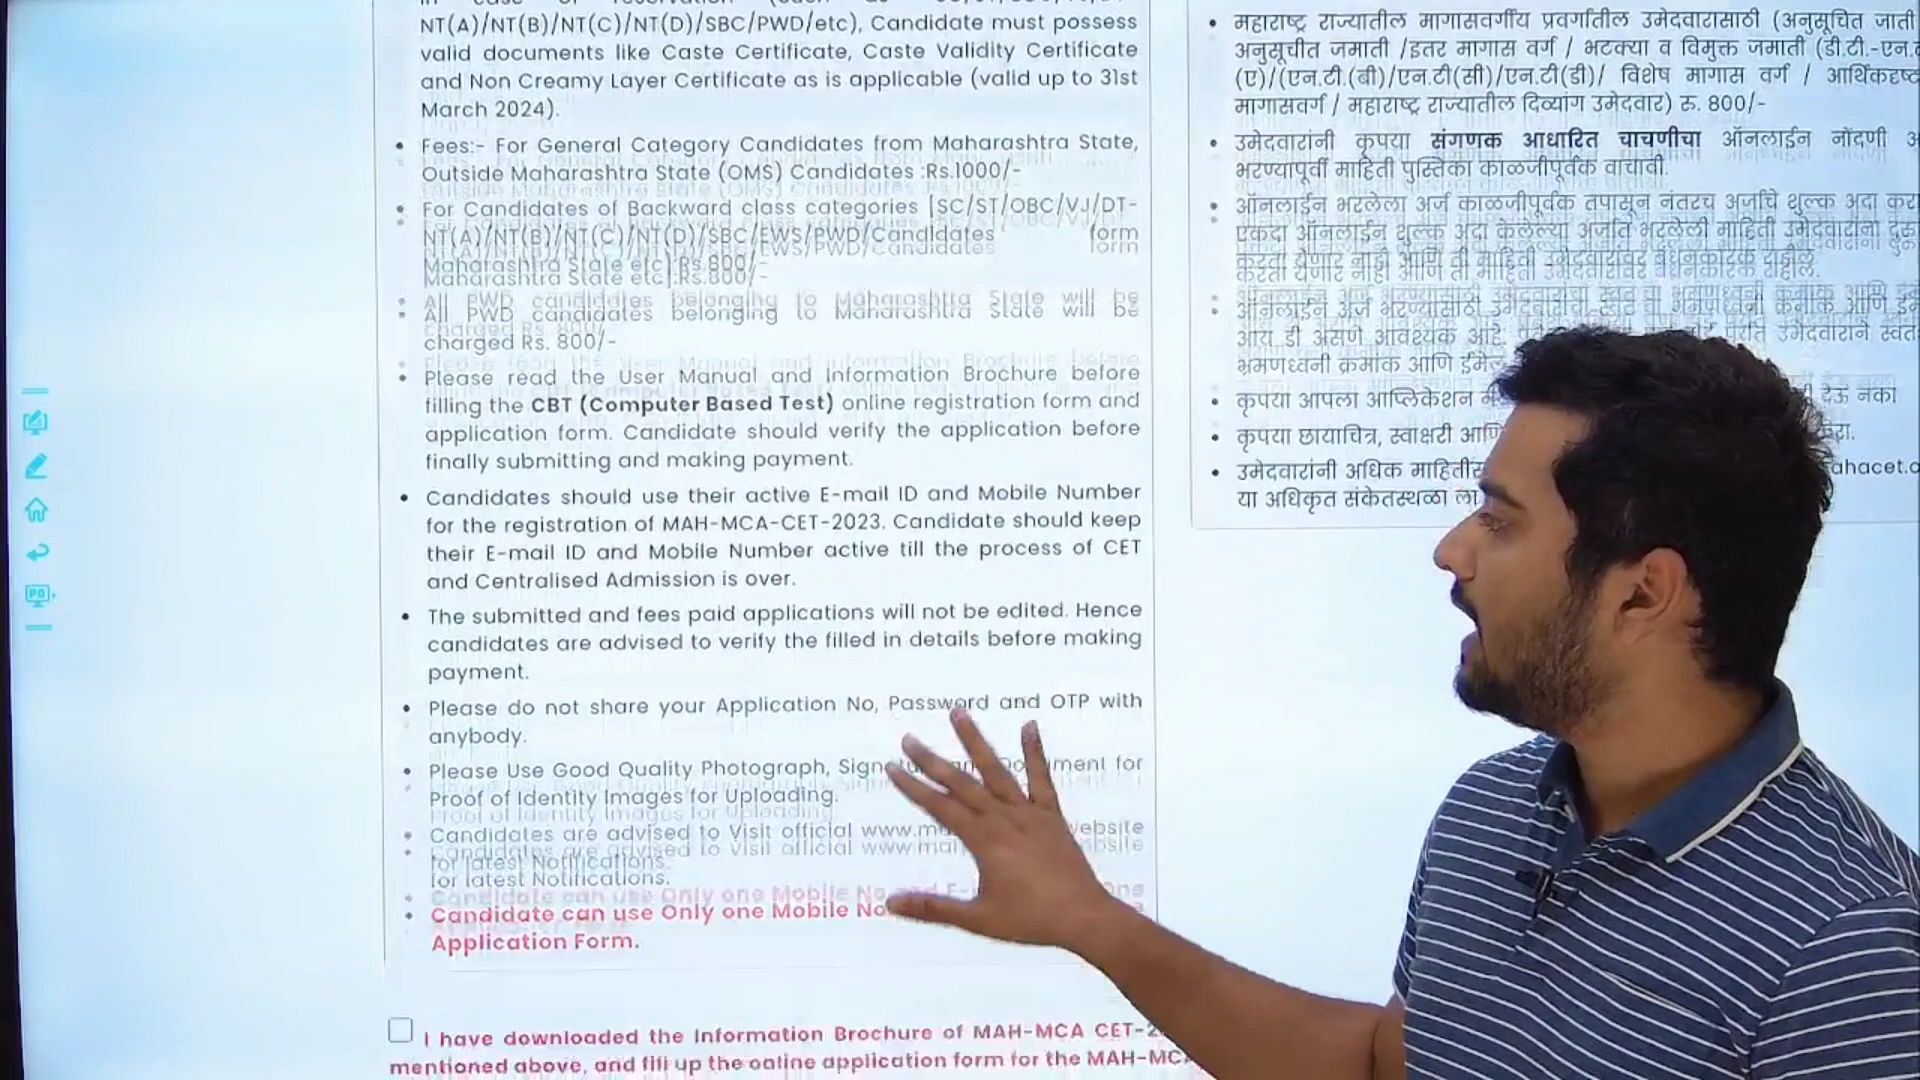 NT(A)/NT(B)/NT(C)/NT(D)/SBC/PWD/etc), Candidate must possess
valid documents like Caste Certificate, Caste Validity Certificate
and Non Creamy Layer Certificate as is applicable (valid up to 31st
March 2024).
• Fees:- For General Category Candidates from Maharashtra State,
Outside Maharashtra State (OMS) Candidates :Rs.1000/-
• For Candidates of Backward class categories [SC/ST/OBC/VJ/DT-
NT(A)/NT(B)/NT(C)/NT(D)/SBC/EWS/PWD/Candidates form
Maharashtra State etc].Rs.800/-
• All PWD candidates belonging to Maharashtra State will be
charged Rs. 800/-
• Please read the User Manual and Information Brochure before
filling the CBT (Computer Based Test) online registration form and
application form. Candidate should verify the application before
finally submitting and making payment.
• Candidates should use their active E-mail ID and Mobile Number
for the registration of MAH-MCA-CET-2023. Candidate should keep
their E-mail ID and Mobile Number active till the process of CET
and Centralised Admission is over.
• The submitted and fees paid applications will not be edited. Hence
candidates are advised to verify the filled in details before making
payment.
• Please do not share your Application No, Password and OTP with
anybody.
• Please Use Good Quality Photograph, for
Proof of Identity Images for Uploading.
• Candidates are advised to Visit official
for latest Notifications.
• Candidate can use Only one Mobile No
Application Form.
I have downloaded the Information Brochure of MAH-MCA
mentioned above, and fill up the online application form for the
• महाराष्ट्र राज्यातील मागासवर्गीय प्रवर्गातील उमेदवारासाठी (अनुसूचित जाती
अनुसूचीत जमाती /इतर मागास वर्ग / भटक्या व विमुक्त जमाती
(ए)/(एन.टी.(बी)/एन.टी(सी)/एन.टी(डी)/ विशेष मागास वर्ग /
मागासवर्ग / महाराष्ट्र राज्यातील दिव्यांग उमेदवार) रु. 800/-
• उमेदवारांनी कृपया संगणक आधारित चाचणीचा ऑनलाईन नोंदणी
भरण्यापूर्वी माहिती पुस्तिका काळजीपूर्वक वाचावी.
• ऑनलाईन भरलेला अर्ज काळजीपूर्वक तपासून नंतरच अर्जाचे शुल्क अदा
एकदा ऑनलाईन शुल्क अदा केलेल्या अर्जात भरलेली माहिती उमेदवारांना
करता येणार नाही आणि ती माहिती उमेदवारांवर बंधनकारक राहील.
• ऑनलाईन अर्ज भरण्यासाठी उमेदवारांचा स्वतःचा भ्रमणध्वनी क्रमांक आणि
आय डी असणे आवश्यक आहे. उमेदवाराने
भ्रमणध्वनी क्रमांक आणि
• कृपया आपला आप्लिकेशन देऊ नका
• कृपया छायाचित्र, स्वाक्षरी आणि
• उमेदवारांनी अधिक
या अधिकृत संकेतस्थळा ला